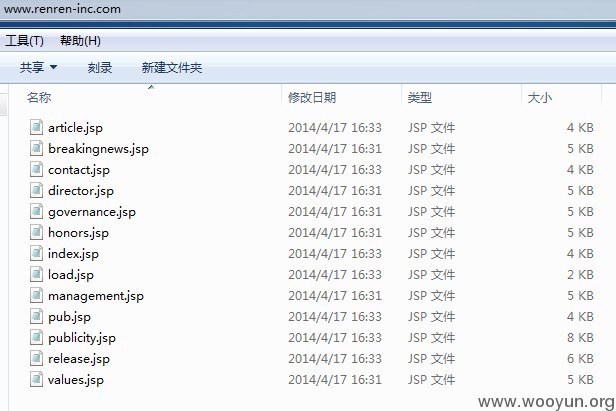 www.renren-inc.com
工具(T) 帮助(H)
共享 刻录 新建文件夹
名称 修改日期 类型 大小
article.jsp 2014/4/17 16:33 JSP 文件 4 KB
breakingnews.jsp 2014/4/17 16:31 JSP 文件 5 KB
contact.jsp 2014/4/17 16:33 JSP 文件 4 KB
director.jsp 2014/4/17 16:31 JSP 文件 5 KB
governance.jsp 2014/4/17 16:31 JSP 文件 5 KB
honors.jsp 2014/4/17 16:31 JSP 文件 5 KB
index.jsp 2014/4/17 16:33 JSP 文件 4 KB
load.jsp 2014/4/17 16:33 JSP 文件 2 KB
management.jsp 2014/4/17 16:31 JSP 文件 5 KB
pub.jsp 2014/4/17 16:33 JSP 文件 4 KB
publicity.jsp 2014/4/17 16:33 JSP 文件 8 KB
release.jsp 2014/4/17 16:33 JSP 文件 6 KB
values.jsp 2014/4/17 16:31 JSP 文件 5 KB
www.wooyun.org